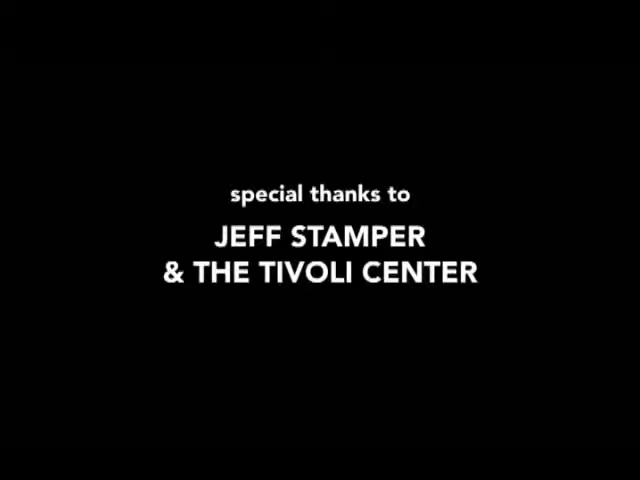 special thanks to
JEFF STAMPER
& THE TIVOLI CENTER